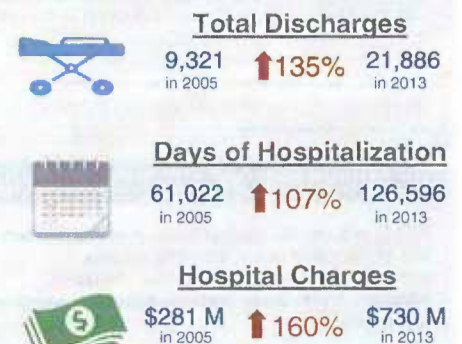 Total Discharges
9,321 ⬆135% 21,886
in 2005 in 2013
Days of Hospitalization
61,022 ⬆107% 126,596
in 2005 in 2013
Hospital Charges
$281 M ⬆160% $730 M
in 2005 in 2013
$